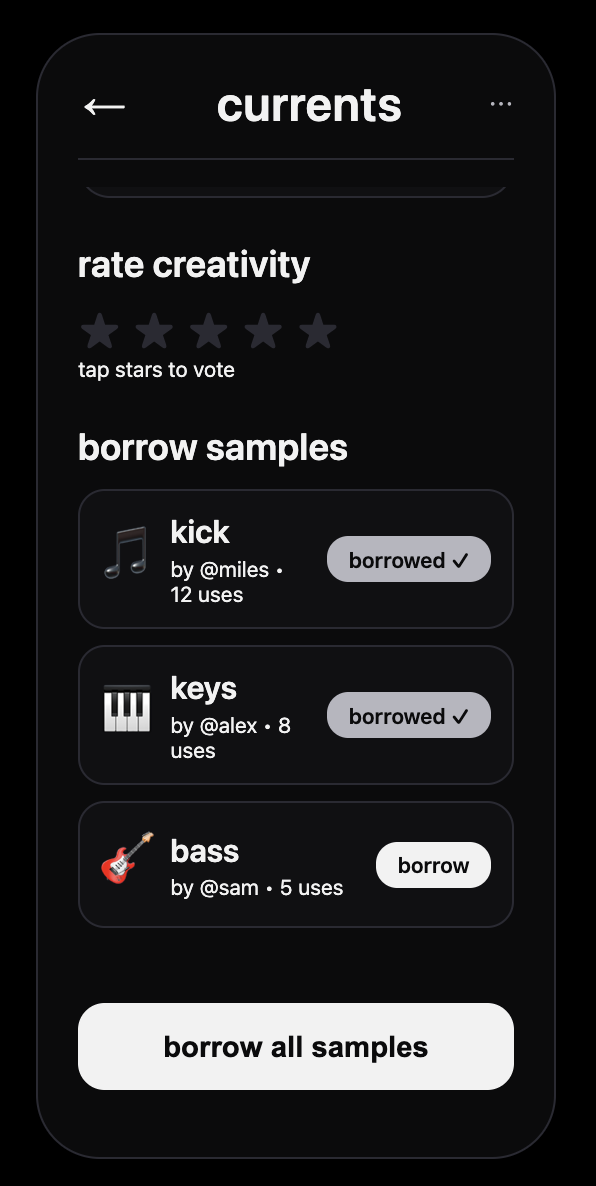 currents
rate creativity
tap stars to vote
borrow samples
kick
by @miles •
12 uses
borrowed ✓
keys
by @alex • 8
uses
borrowed ✓
bass
by @sam • 5 uses
borrow
borrow all samples